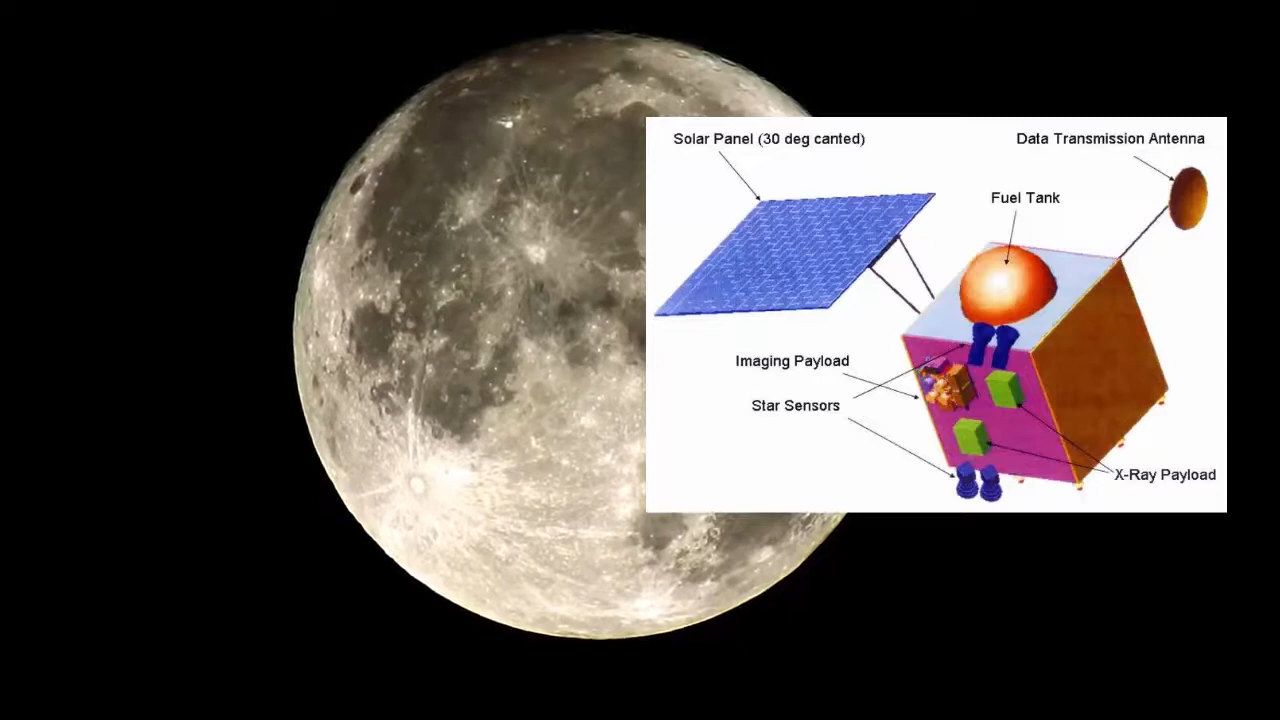 Solar Panel (30 deg canted)
Data Transmission Antenna
Fuel Tank
Imaging Payload
Star Sensors
X-Ray Payload